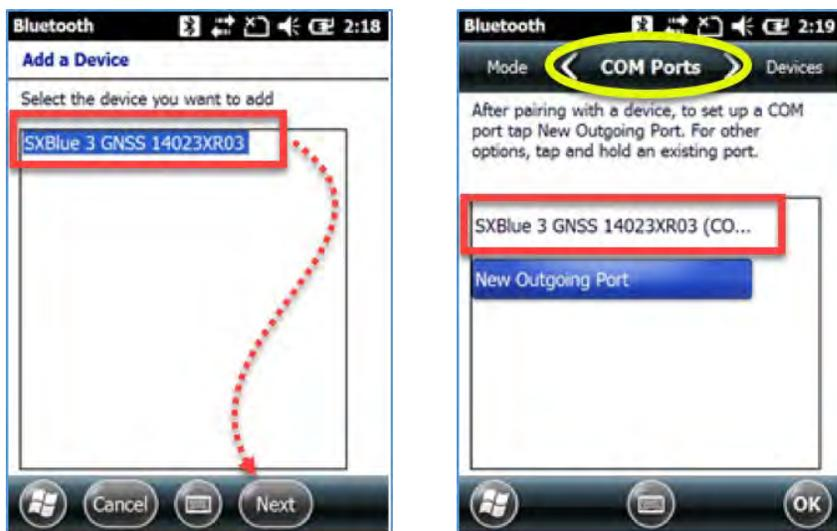 Bluetooth 2:18
Add a Device
Select the device you want to add
SXBlue 3 GNSS 14023XR03
Cancel Next
Bluetooth 2:19
Mode COM Ports Devices
After pairing with a device, to set up a COM
port tap New Outgoing Port. For other
options, tap and hold an existing port.
SXBlue 3 GNSS 14023XR03 (CO...
New Outgoing Port
OK